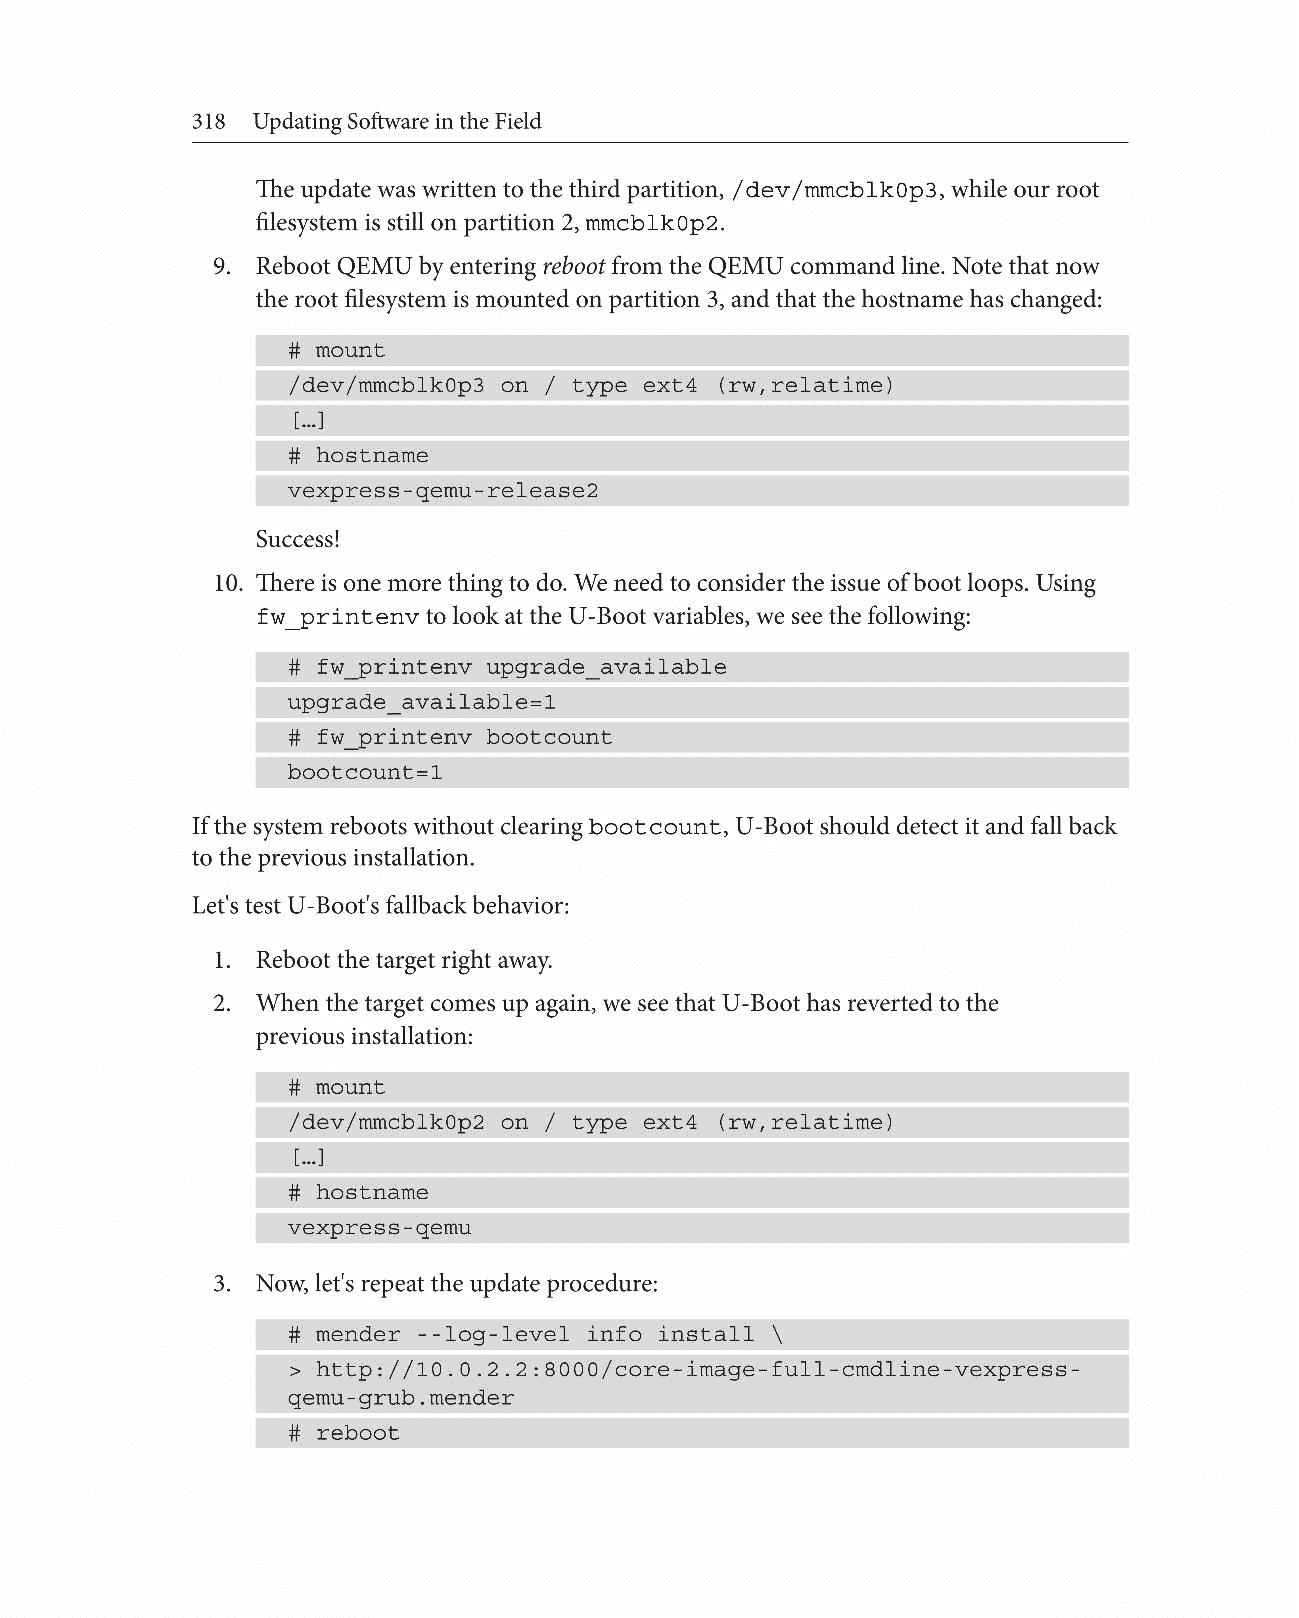 318 Updating Software in the Field
The update was written to the third partition, /dev/mmcblk0p3, while our root
filesystem is still on partition 2, mmcblk0p2.
9. Reboot QEMU by entering reboot from the QEMU command line. Note that now
the root filesystem is mounted on partition 3, and that the hostname has changed:
# mount
/dev/mmcblk0p3 on / type ext4 (rw,relatime)
[…]
# hostname
vexpress-qemu-release2
Success!
10. There is one more thing to do. We need to consider the issue of boot loops. Using
fw_printenv to look at the U-Boot variables, we see the following:
# fw_printenv upgrade_available
upgrade_available=1
# fw_printenv bootcount
bootcount=1
If the system reboots without clearing bootcount, U-Boot should detect it and fall back
to the previous installation.
Let's test U-Boot's fallback behavior:
1. Reboot the target right away.
2. When the target comes up again, we see that U-Boot has reverted to the
previous installation:
# mount
/dev/mmcblk0p2 on / type ext4 (rw,relatime)
[…]
# hostname
vexpress-qemu
3. Now, let's repeat the update procedure:
# mender --log-level info install \
> http://10.0.2.2:8000/core-image-full-cmdline-vexpress-
qemu-grub.mender
# reboot